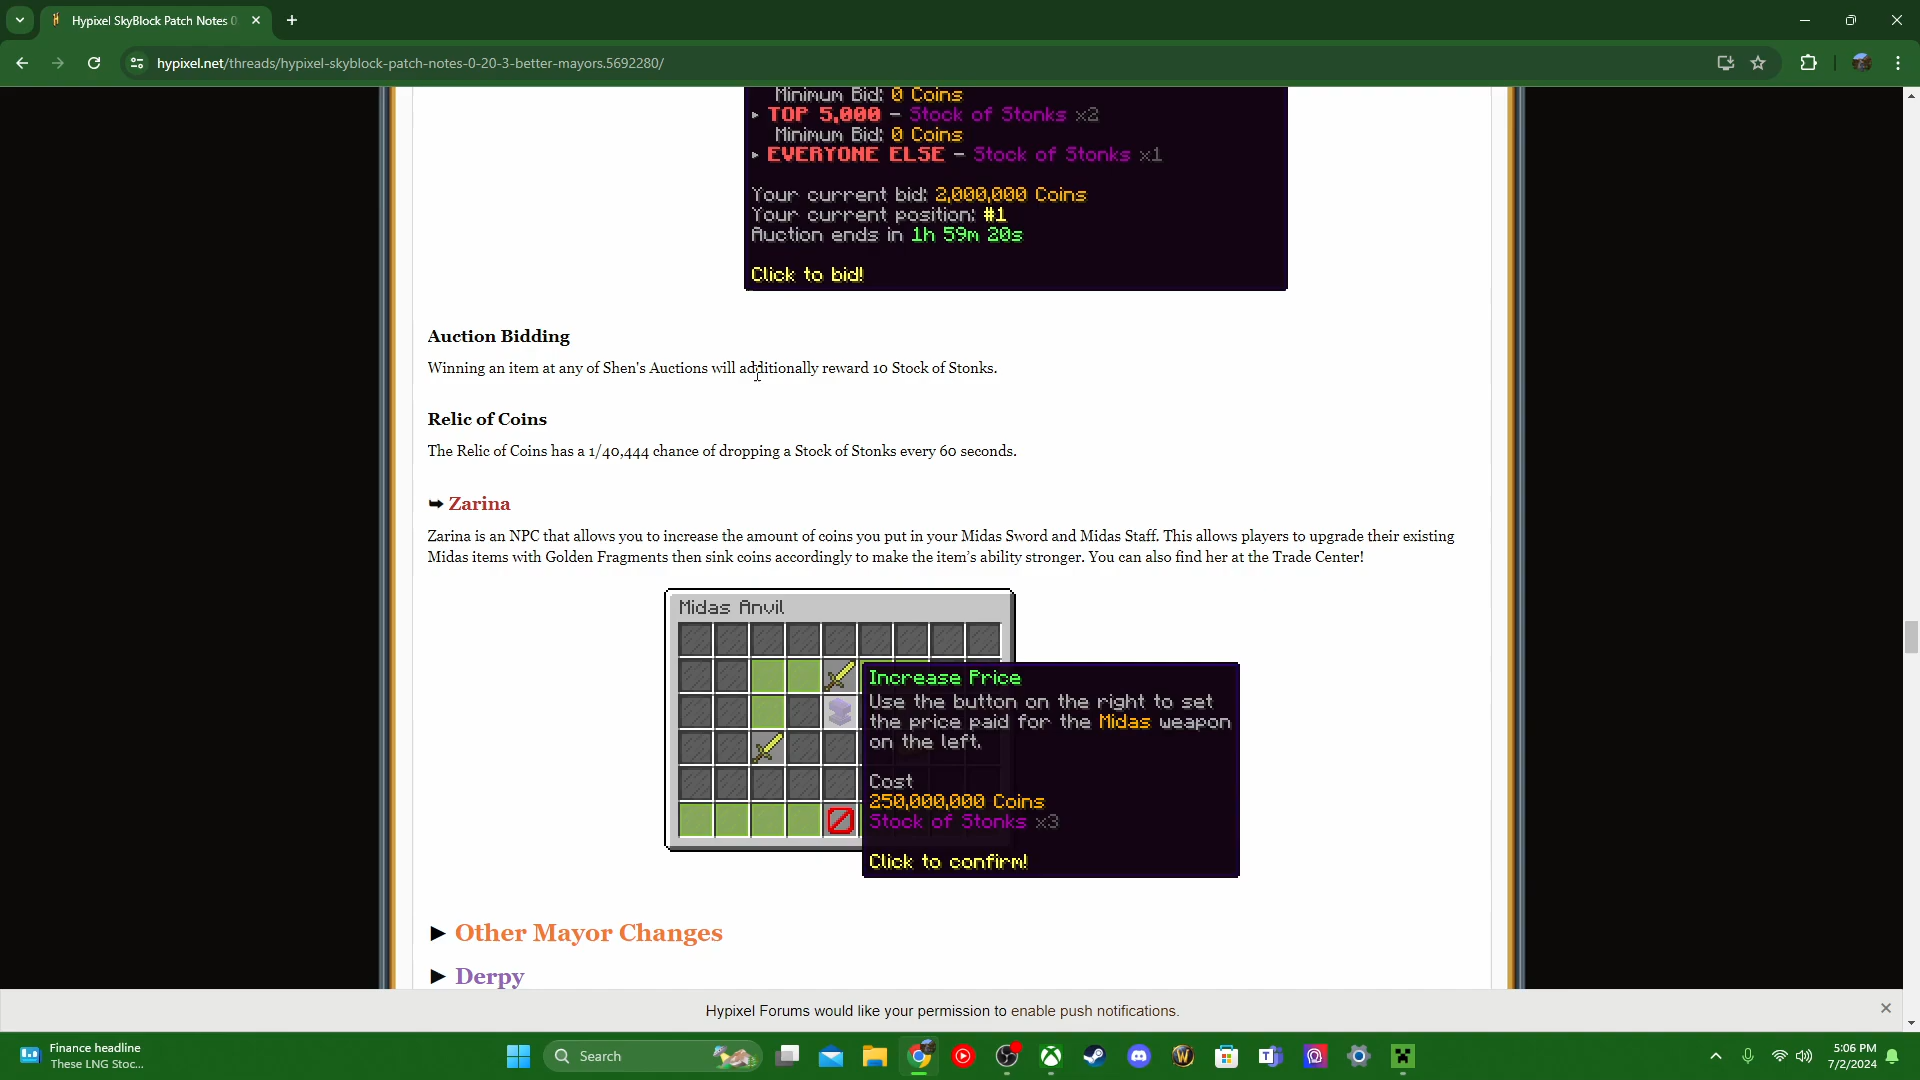 Hypixel SkyBlock Patch Notes 0
hypixel.net/threads/hypixel-skyblock-patch-notes-0-20-3-better-mayors.5692280/
Minimum Bid: 0 Coins
▸ TOP 5,000 – Stock of Stonks x2
Minimum Bid: 0 Coins
▸ EVERYONE ELSE – Stock of Stonks x1
Your current bid: 2,000,000 Coins
Your current position: #1
Auction ends in 1h 59m 20s
Click to bid!
Auction Bidding
Winning an item at any of Shen's Auctions will additionally reward 10 Stock of Stonks.
Relic of Coins
The Relic of Coins has a 1/40,444 chance of dropping a Stock of Stonks every 60 seconds.
➥ Zarina
Zarina is an NPC that allows you to increase the amount of coins you put in your Midas Sword and Midas Staff. This allows players to upgrade their existing
Midas items with Golden Fragments then sink coins accordingly to make the item's ability stronger. You can also find her at the Trade Center!
Midas Anvil
Increase Price
Use the button on the right to set
the price paid for the Midas weapon
on the left.
Cost
250,000,000 Coins
Stock of Stonks x3
Click to confirm!
► Other Mayor Changes
► Derpy
Hypixel Forums would like your permission to enable push notifications.
Finance headline
These LNG Stoc...
Search
5:06 PM
7/2/2024